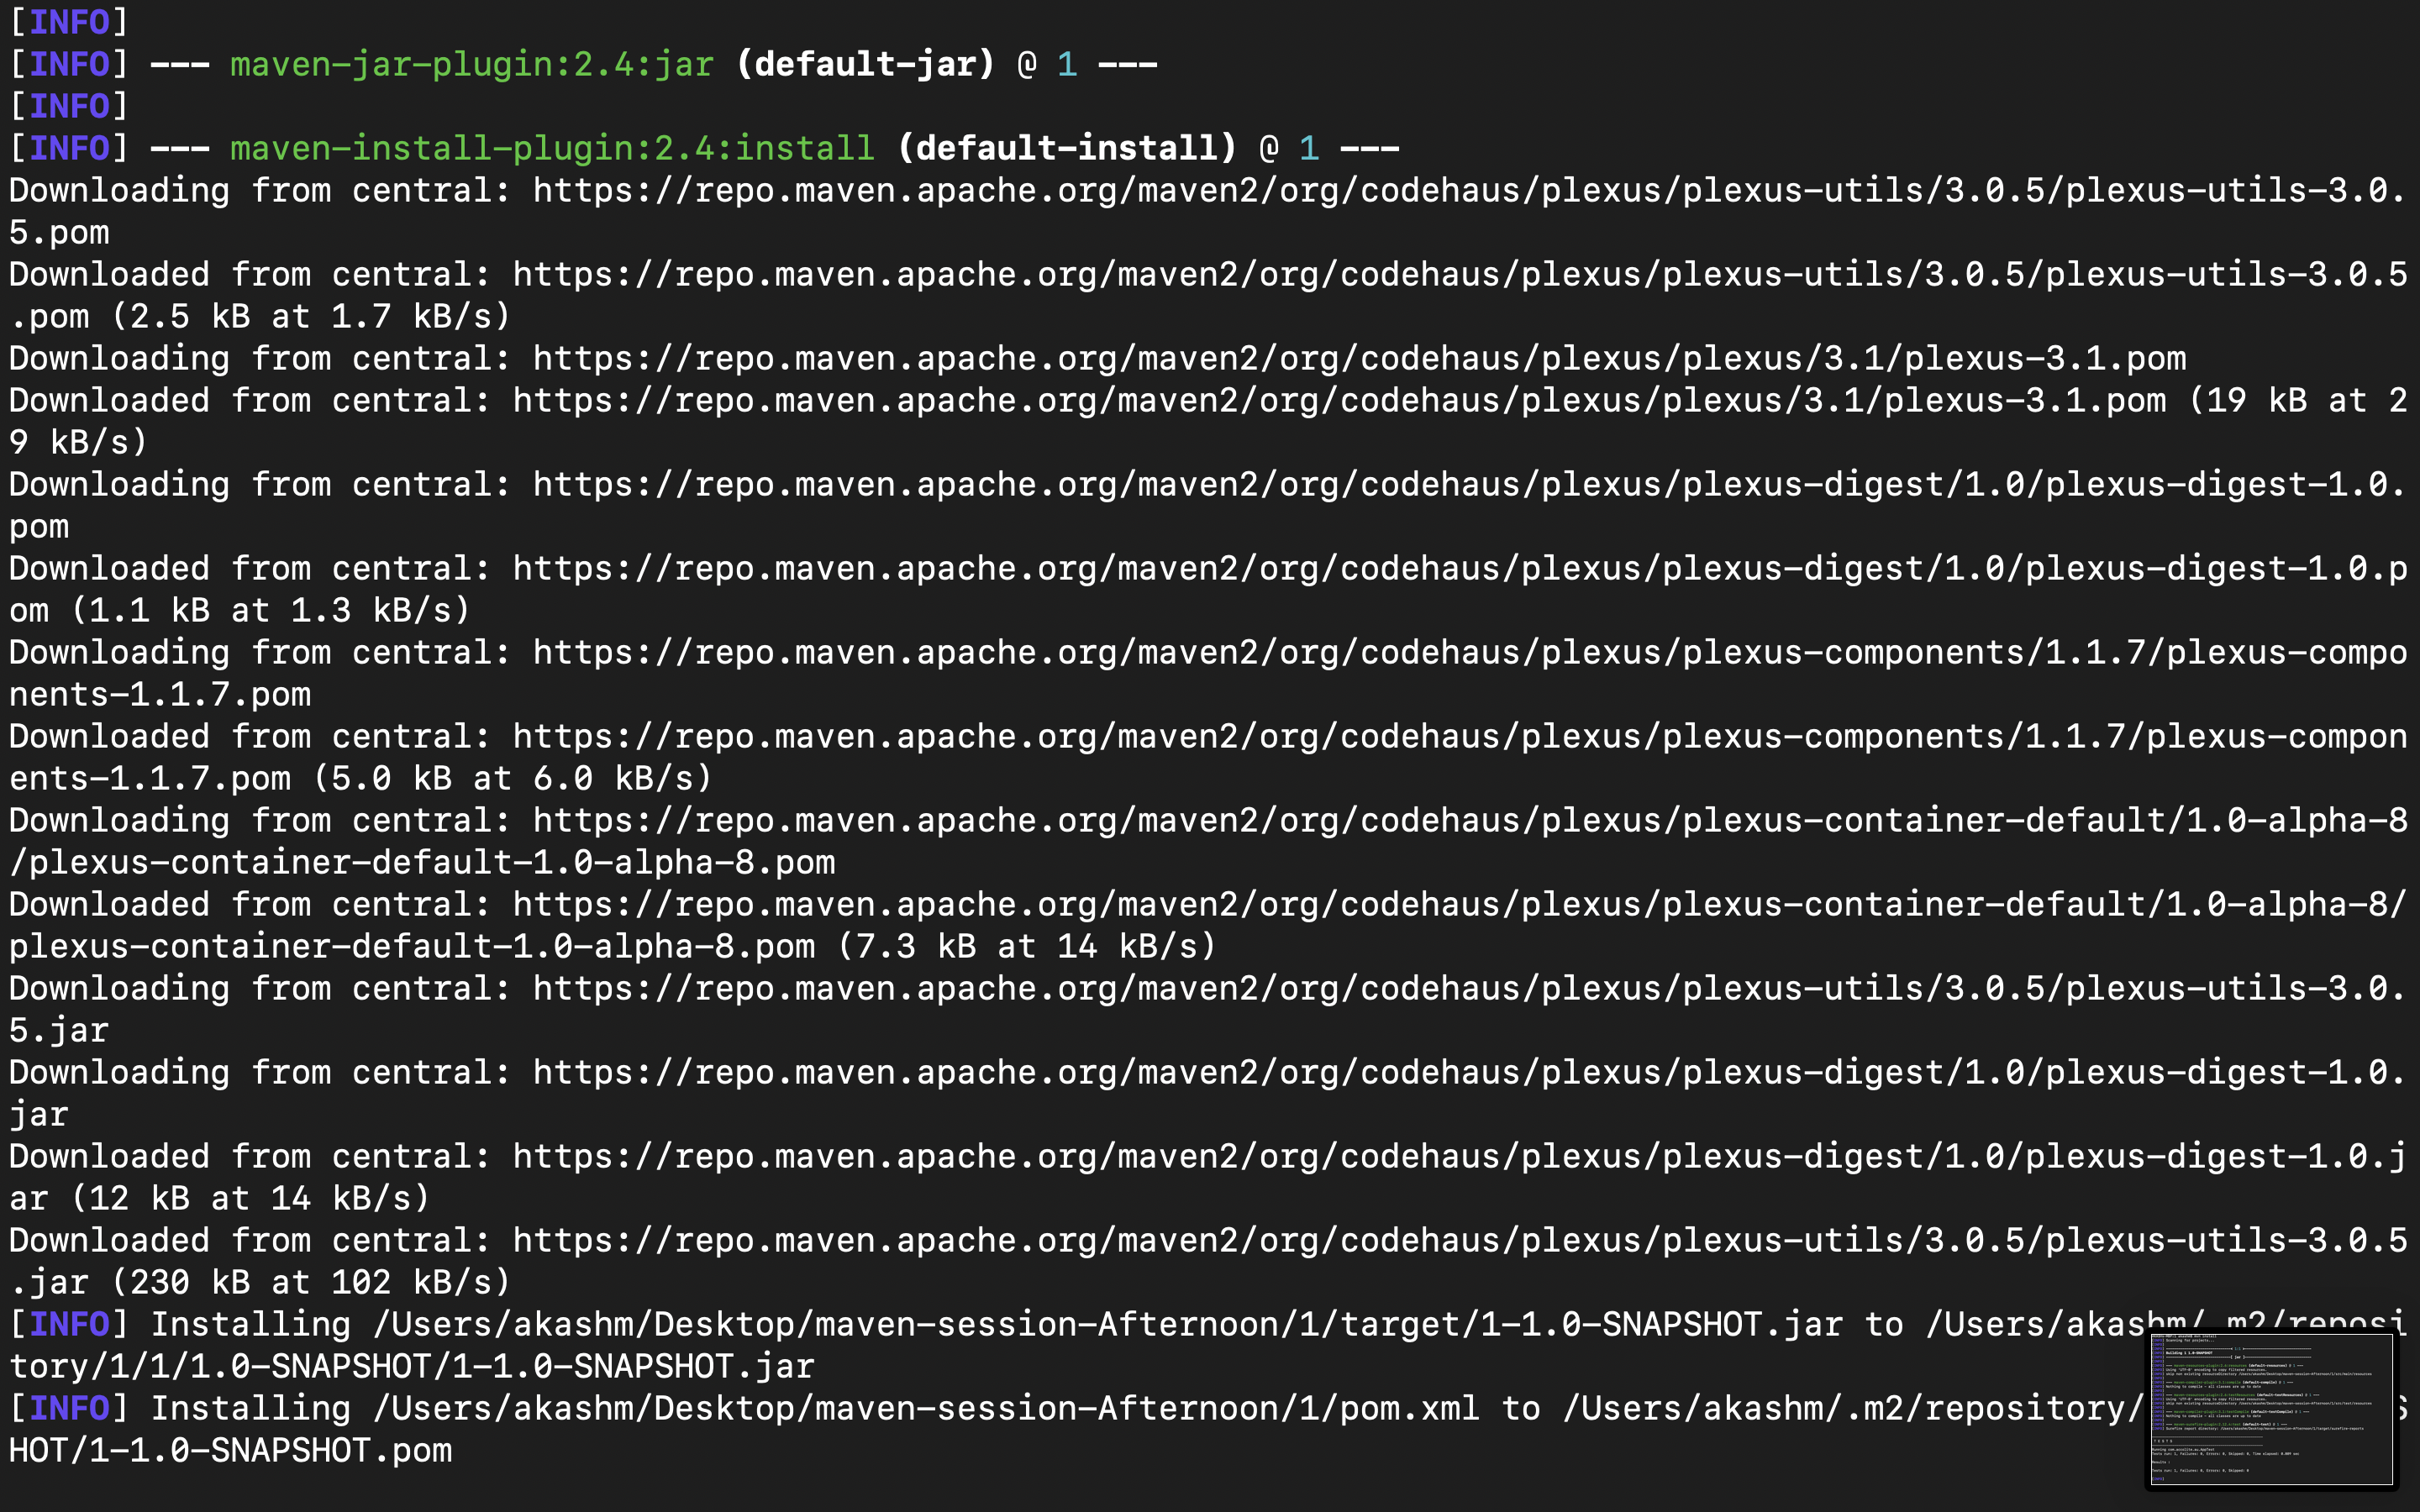 [INFO]
[INFO] --- maven-jar-plugin:2.4:jar (default-jar) @ 1 ---
[INFO]
[INFO] --- maven-install-plugin:2.4:install (default-install) @ 1 ---
Downloading from central: https://repo.maven.apache.org/maven2/org/codehaus/plexus/plexus-utils/3.0.5/plexus-utils-3.0.
5.pom
Downloaded from central: https://repo.maven.apache.org/maven2/org/codehaus/plexus/plexus-utils/3.0.5/plexus-utils-3.0.5
.pom (2.5 kB at 1.7 kB/s)
Downloading from central: https://repo.maven.apache.org/maven2/org/codehaus/plexus/plexus/3.1/plexus-3.1.pom
Downloaded from central: https://repo.maven.apache.org/maven2/org/codehaus/plexus/plexus/3.1/plexus-3.1.pom (19 kB at 2
9 kB/s)
Downloading from central: https://repo.maven.apache.org/maven2/org/codehaus/plexus/plexus-digest/1.0/plexus-digest-1.0.
pom
Downloaded from central: https://repo.maven.apache.org/maven2/org/codehaus/plexus/plexus-digest/1.0/plexus-digest-1.0.p
om (1.1 kB at 1.3 kB/s)
Downloading from central: https://repo.maven.apache.org/maven2/org/codehaus/plexus/plexus-components/1.1.7/plexus-compo
nents-1.1.7.pom
Downloaded from central: https://repo.maven.apache.org/maven2/org/codehaus/plexus/plexus-components/1.1.7/plexus-compon
ents-1.1.7.pom (5.0 kB at 6.0 kB/s)
Downloading from central: https://repo.maven.apache.org/maven2/org/codehaus/plexus/plexus-container-default/1.0-alpha-8
/plexus-container-default-1.0-alpha-8.pom
Downloaded from central: https://repo.maven.apache.org/maven2/org/codehaus/plexus/plexus-container-default/1.0-alpha-8/
plexus-container-default-1.0-alpha-8.pom (7.3 kB at 14 kB/s)
Downloading from central: https://repo.maven.apache.org/maven2/org/codehaus/plexus/plexus-utils/3.0.5/plexus-utils-3.0.
5.jar
Downloading from central: https://repo.maven.apache.org/maven2/org/codehaus/plexus/plexus-digest/1.0/plexus-digest-1.0.
jar
Downloaded from central: https://repo.maven.apache.org/maven2/org/codehaus/plexus/plexus-digest/1.0/plexus-digest-1.0.j
ar (12 kB at 14 kB/s)
Downloaded from central: https://repo.maven.apache.org/maven2/org/codehaus/plexus/plexus-utils/3.0.5/plexus-utils-3.0.5
.jar (230 kB at 102 kB/s)
[INFO] Installing /Users/akashm/Desktop/maven-session-Afternoon/1/target/1-1.0-SNAPSHOT.jar to /Users/akashm/.m2/reposi
tory/1/1/1.0-SNAPSHOT/1-1.0-SNAPSHOT.jar
[INFO] Installing /Users/akashm/Desktop/maven-session-Afternoon/1/pom.xml to /Users/akashm/.m2/repository/
HOT/1-1.0-SNAPSHOT.pom